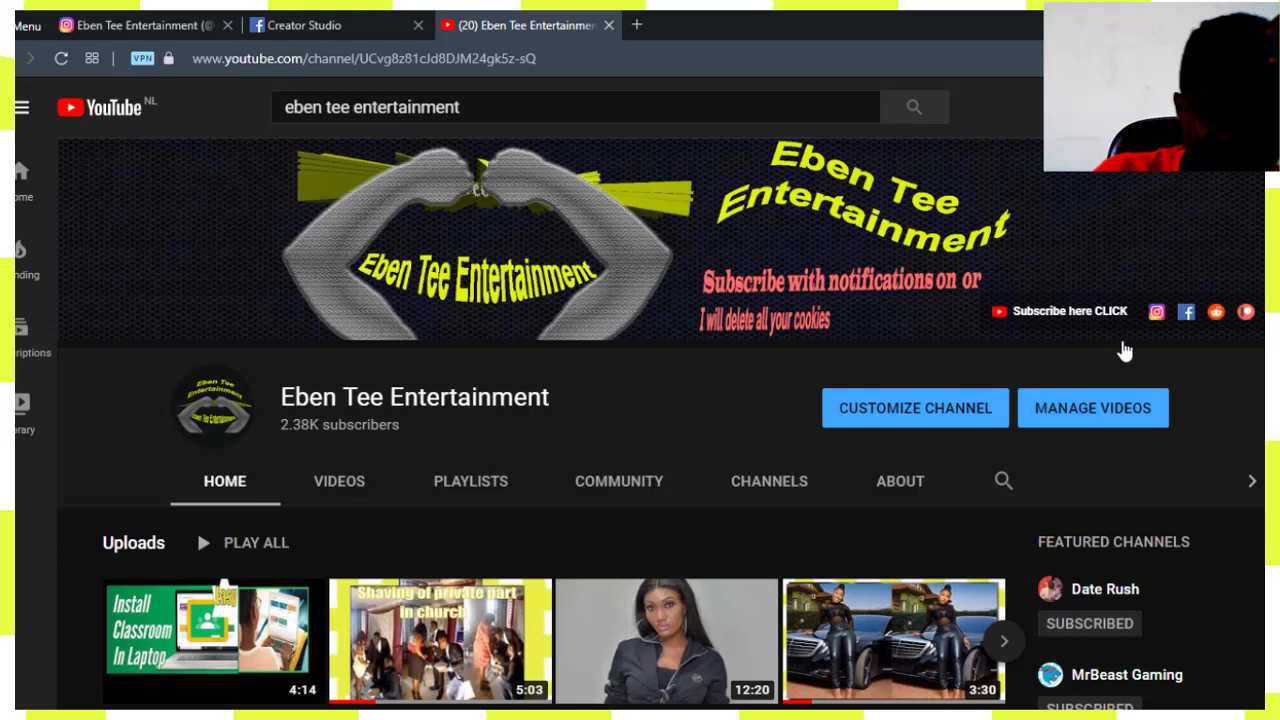 Menu
Eben Tee Entertainment (@
Creator Studio
(20) Eben Tee Entertainmen
VPN
www.youtube.com/channel/UCvg8z81cJd8DJM24gk5z-sQ
YouTube NL
eben tee entertainment
Eben Tee
Entertainment
Eben Tee Entertainment
Subscribe with notifications on or
I will delete all your cookies
Subscribe here CLICK
ome
nding
criptions
rary
Eben Tee
Entertainment
Eben Tee Entertainment
2.38K subscribers
CUSTOMIZE CHANNEL
MANAGE VIDEOS
HOME
VIDEOS
PLAYLISTS
COMMUNITY
CHANNELS
ABOUT
Uploads
PLAY ALL
FEATURED CHANNELS
Install
Classroom
In Laptop
Easy
4:14
Shaving of private part
in church
5:03
12:20
3:30
Date Rush
SUBSCRIBED
MrBeast Gaming
SUBSCRIBED